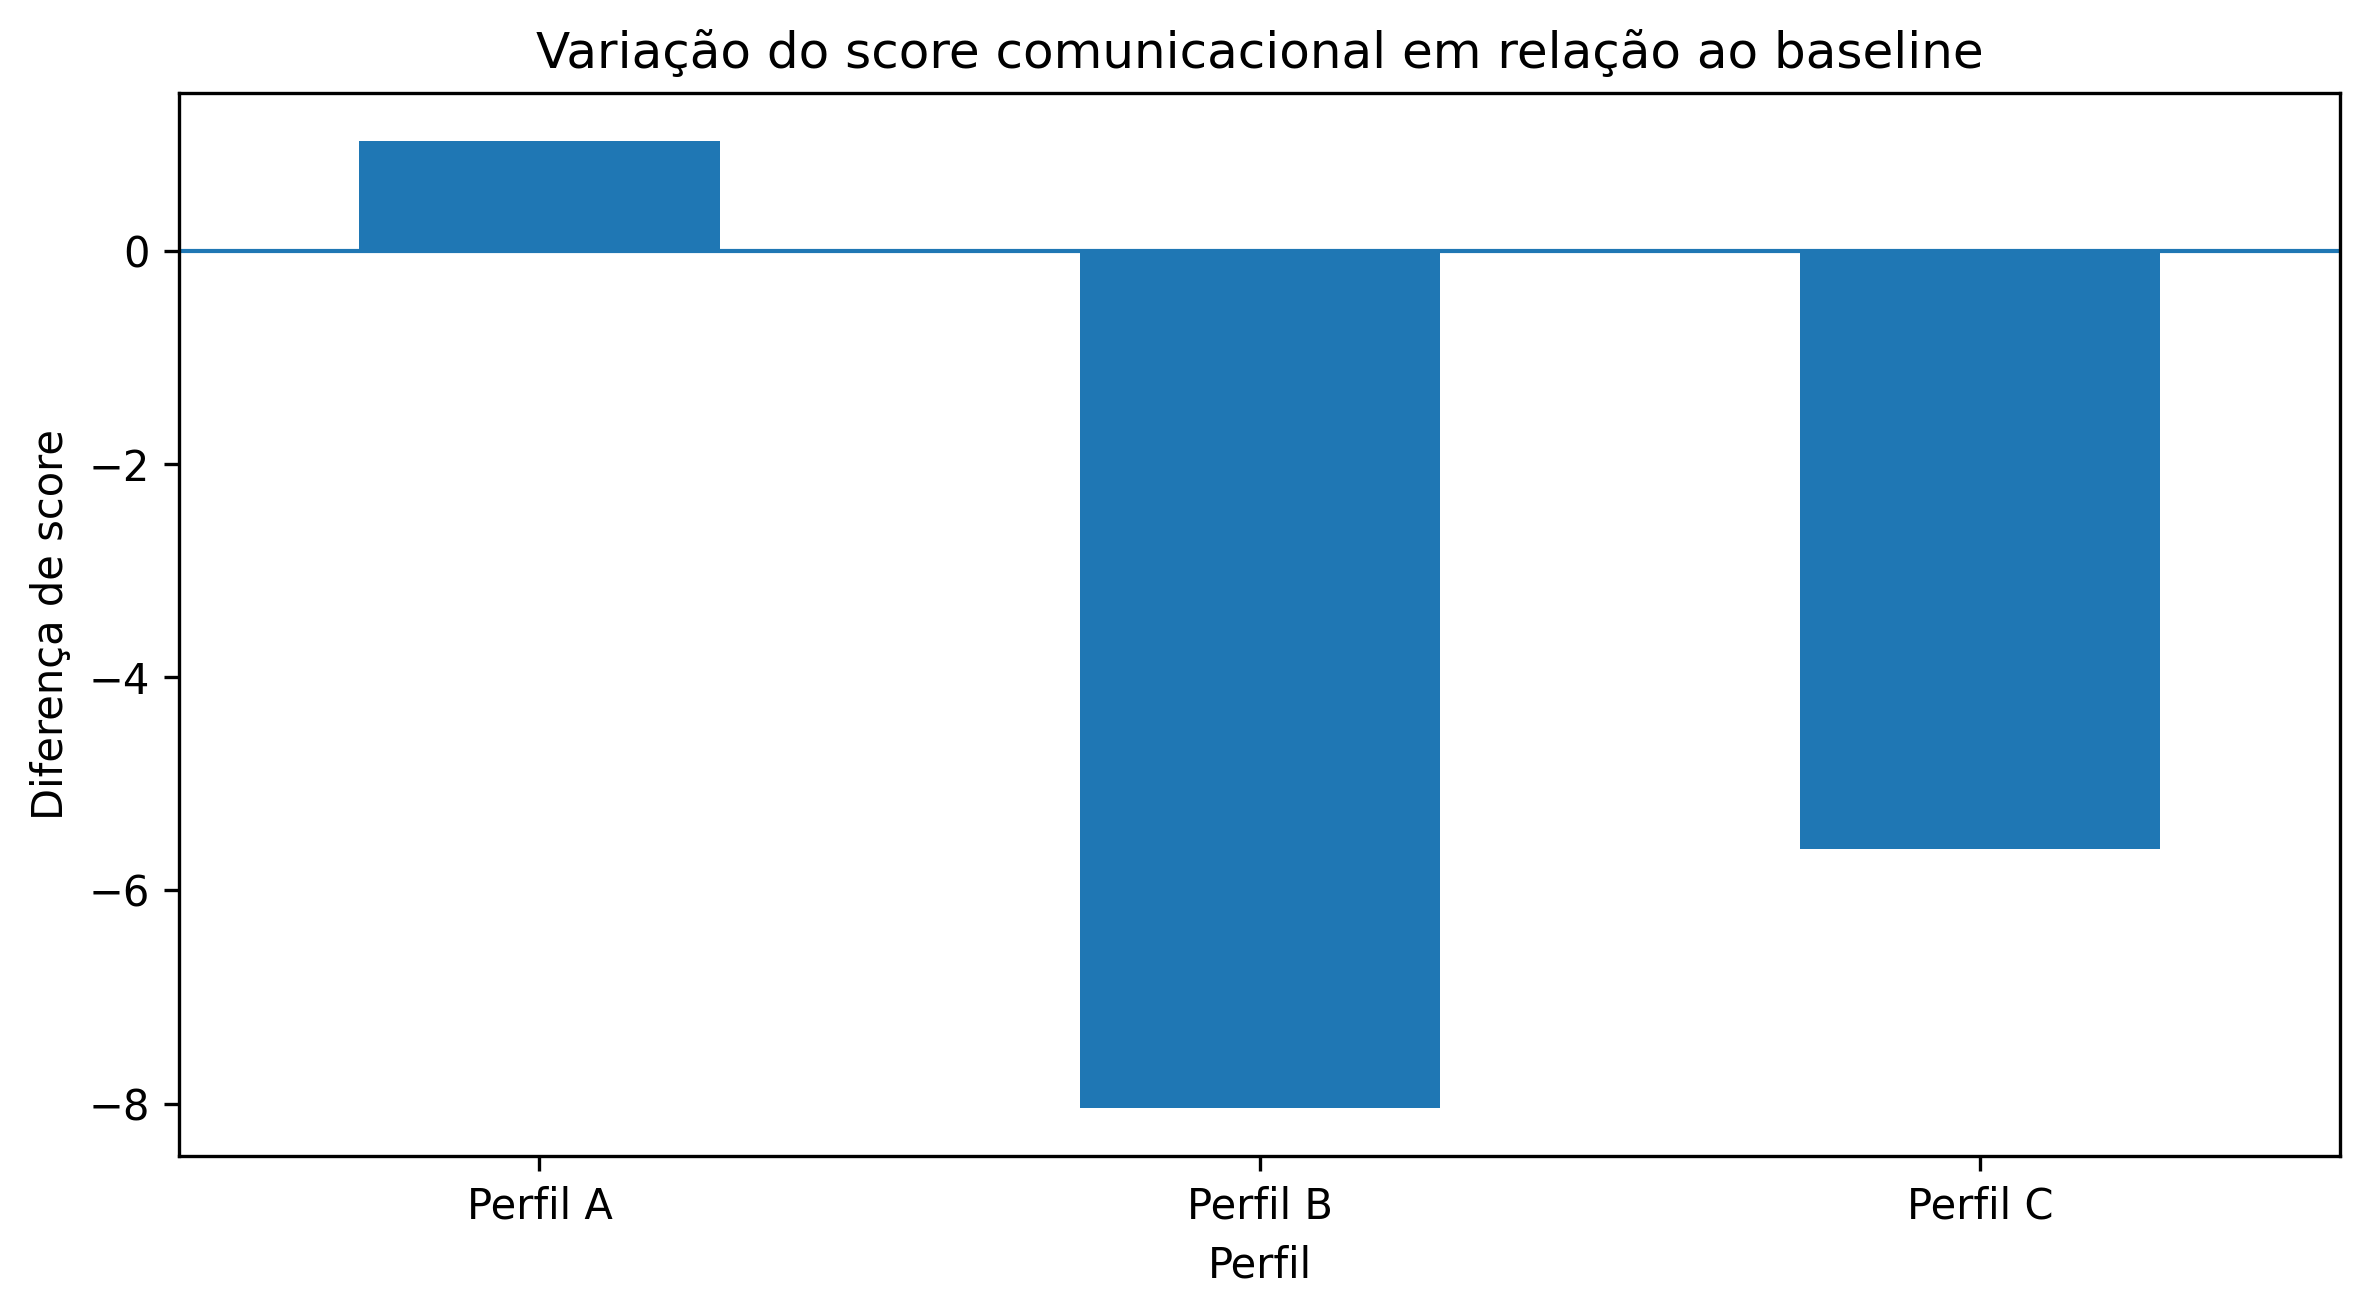 Variação do score comunicacional em relação ao baseline
Diferença de score
0
−2
−4
−6
−8
Perfil A
Perfil B
Perfil C
Perfil